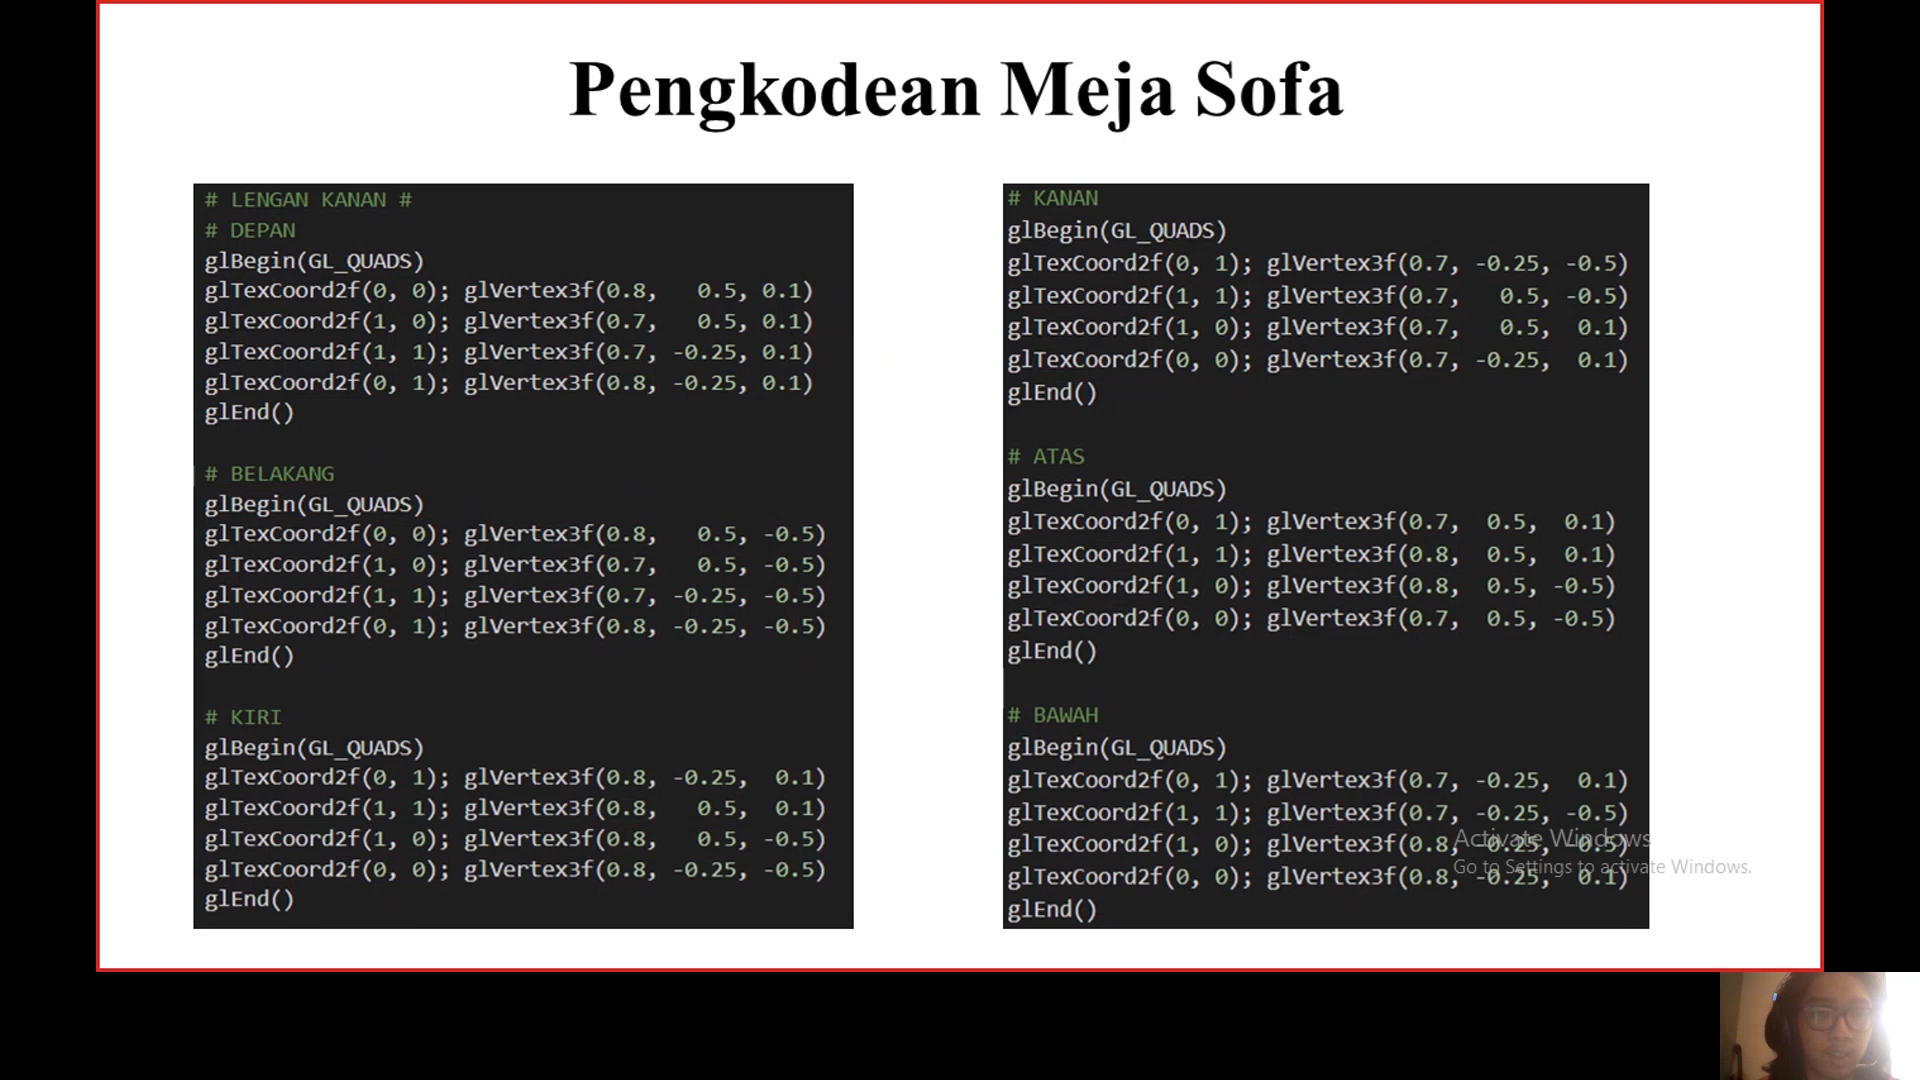 Pengkodean Meja Sofa
# LENGAN KANAN #
# DEPAN
glBegin(GL_QUADS)
glTexCoord2f(0, 0); glVertex3f(0.8,   0.5, 0.1)
glTexCoord2f(1, 0); glVertex3f(0.7,   0.5, 0.1)
glTexCoord2f(1, 1); glVertex3f(0.7, -0.25, 0.1)
glTexCoord2f(0, 1); glVertex3f(0.8, -0.25, 0.1)
glEnd()
# BELAKANG
glBegin(GL_QUADS)
glTexCoord2f(0, 0); glVertex3f(0.8,   0.5, -0.5)
glTexCoord2f(1, 0); glVertex3f(0.7,   0.5, -0.5)
glTexCoord2f(1, 1); glVertex3f(0.7, -0.25, -0.5)
glTexCoord2f(0, 1); glVertex3f(0.8, -0.25, -0.5)
glEnd()
# KIRI
glBegin(GL_QUADS)
glTexCoord2f(0, 1); glVertex3f(0.8, -0.25,  0.1)
glTexCoord2f(1, 1); glVertex3f(0.8,   0.5,  0.1)
glTexCoord2f(1, 0); glVertex3f(0.8,   0.5, -0.5)
glTexCoord2f(0, 0); glVertex3f(0.8, -0.25, -0.5)
glEnd()
# KANAN
glBegin(GL_QUADS)
glTexCoord2f(0, 1); glVertex3f(0.7, -0.25, -0.5)
glTexCoord2f(1, 1); glVertex3f(0.7,   0.5, -0.5)
glTexCoord2f(1, 0); glVertex3f(0.7,   0.5,  0.1)
glTexCoord2f(0, 0); glVertex3f(0.7, -0.25,  0.1)
glEnd()
# ATAS
glBegin(GL_QUADS)
glTexCoord2f(0, 1); glVertex3f(0.7,  0.5,  0.1)
glTexCoord2f(1, 1); glVertex3f(0.8,  0.5,  0.1)
glTexCoord2f(1, 0); glVertex3f(0.8,  0.5, -0.5)
glTexCoord2f(0, 0); glVertex3f(0.7,  0.5, -0.5)
glEnd()
# BAWAH
glBegin(GL_QUADS)
glTexCoord2f(0, 1); glVertex3f(0.7, -0.25,  0.1)
glTexCoord2f(1, 1); glVertex3f(0.7, -0.25, -0.5)
glTexCoord2f(1, 0); glVertex3f(0.8, -0.25, -0.5)
glTexCoord2f(0, 0); glVertex3f(0.8, -0.25,  0.1)
glEnd()
Activate Windows
Go to Settings to activate Windows.